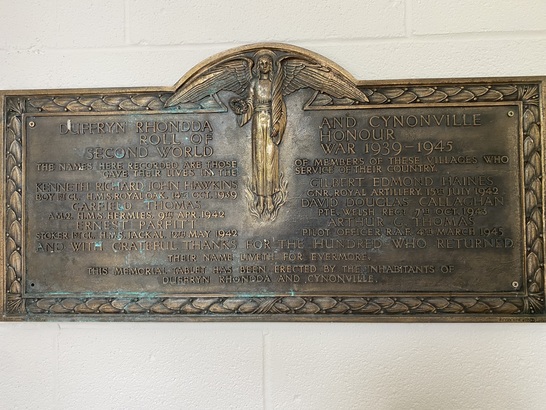 DUFFRYN RHONDDA AND CYNONVILLE
ROLL OF HONOUR
SECOND WORLD WAR 1939-1945
THE NAMES HERE RECORDED ARE THOSE OF MEMBERS OF THESE VILLAGES WHO
GAVE THEIR LIVES IN THE SERVICE OF THEIR COUNTRY.
KENNETH RICHARD JOHN HAWKINS
BOY 1ST CL. H.M.S. ROYAL OAK. 14TH OCT. 1939
GARFIELD THOMAS
A.M.2. H.M.S. HERMES. 9TH APR. 1942
ERNEST PARFITT
STOKER 1ST CL. H.M.S. JACKAL. MAY 1942
GILBERT EDMOND HAINES
GNR. ROYAL ARTILLERY. JULY 1942
DAVID DOUGLAS CALLAGHAN
PTE. WELSH REGT. 7TH OCT. 1943
ARTHUR THOMAS
PILOT OFFICER R.A.F. 4TH MARCH 1945
AND WITH GRATEFUL THANKS FOR THE HUNDRED WHO RETURNED
THEIR NAME LIVETH FOR EVERMORE.
THIS MEMORIAL TABLET HAS BEEN ERECTED BY THE INHABITANTS OF
DUFFRYN RHONDDA AND CYNONVILLE.